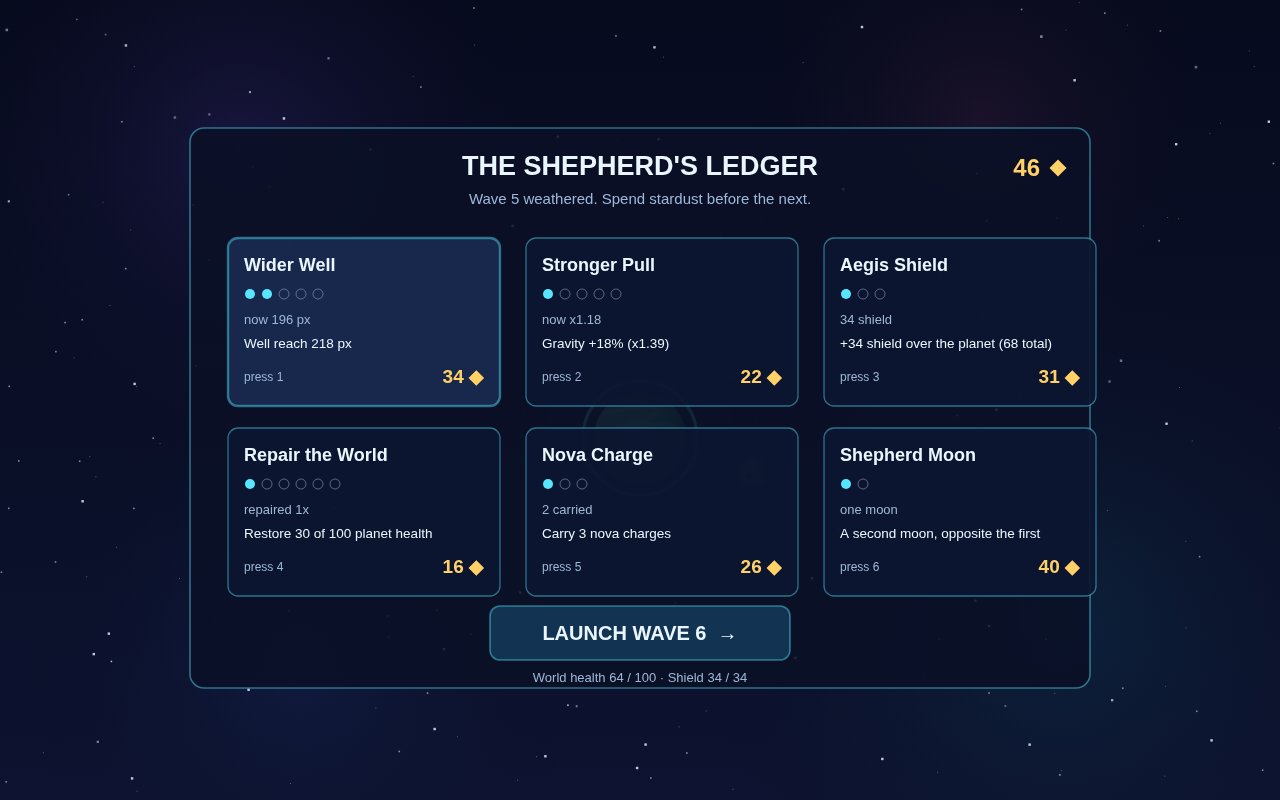 THE SHEPHERD'S LEDGER
46 ◆
Wave 5 weathered. Spend stardust before the next.
Wider Well
now 196 px
Well reach 218 px
press 1
34 ◆
Stronger Pull
now x1.18
Gravity +18% (x1.39)
press 2
22 ◆
Aegis Shield
34 shield
+34 shield over the planet (68 total)
press 3
31 ◆
Repair the World
repaired 1x
Restore 30 of 100 planet health
press 4
16 ◆
Nova Charge
2 carried
Carry 3 nova charges
press 5
26 ◆
Shepherd Moon
one moon
A second moon, opposite the first
press 6
40 ◆
LAUNCH WAVE 6 →
World health 64 / 100 · Shield 34 / 34